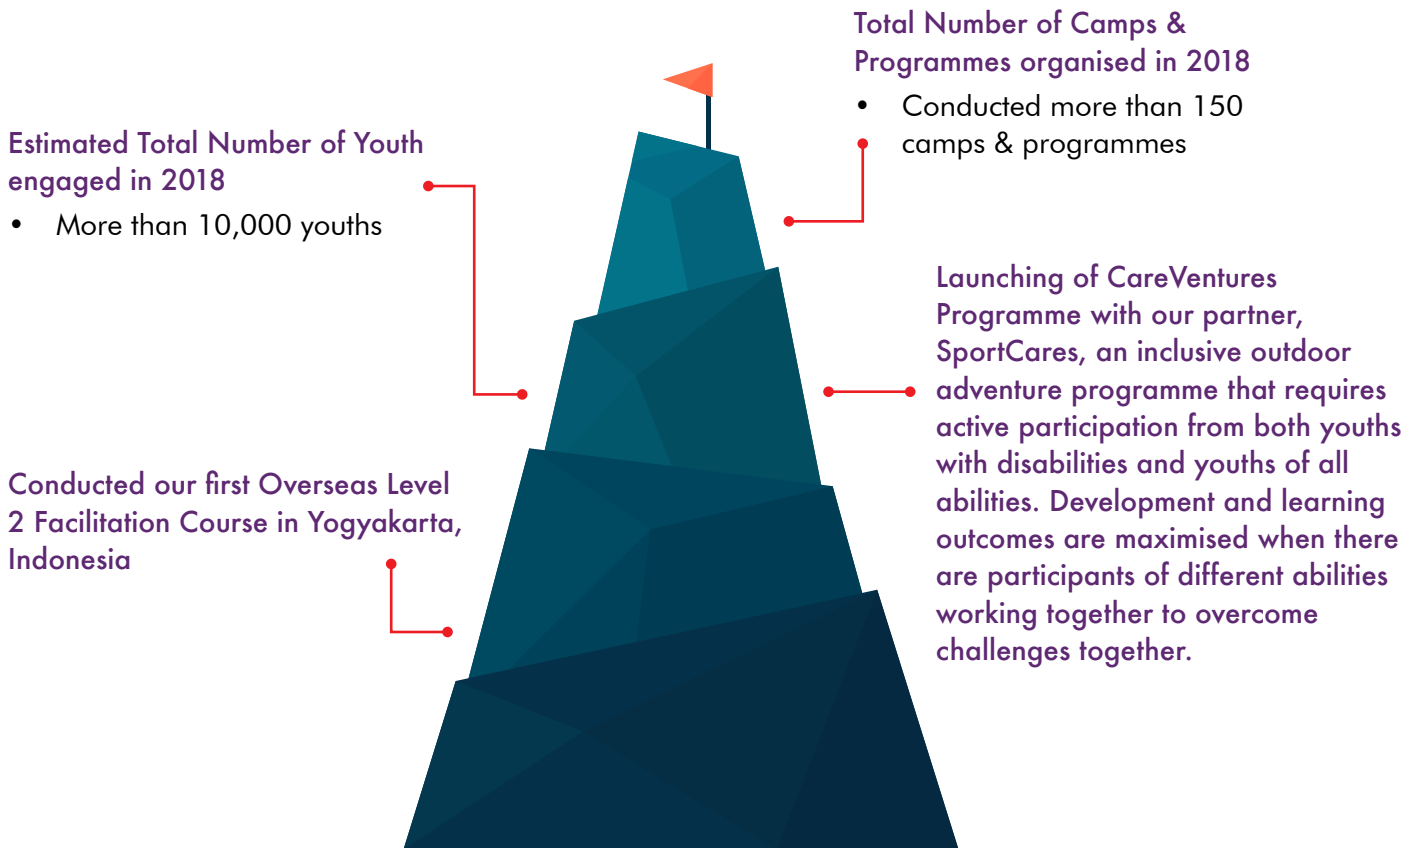 Total Number of Camps &
Programmes organised in 2018
• Conducted more than 150
camps & programmes
Estimated Total Number of Youth
engaged in 2018
• More than 10,000 youths
Launching of CareVentures
Programme with our partner,
SportCares, an inclusive outdoor
adventure programme that requires
active participation from both youths
with disabilities and youths of all
abilities. Development and learning
outcomes are maximised when there
are participants of different abilities
working together to overcome
challenges together.
Conducted our first Overseas Level
2 Facilitation Course in Yogyakarta,
Indonesia